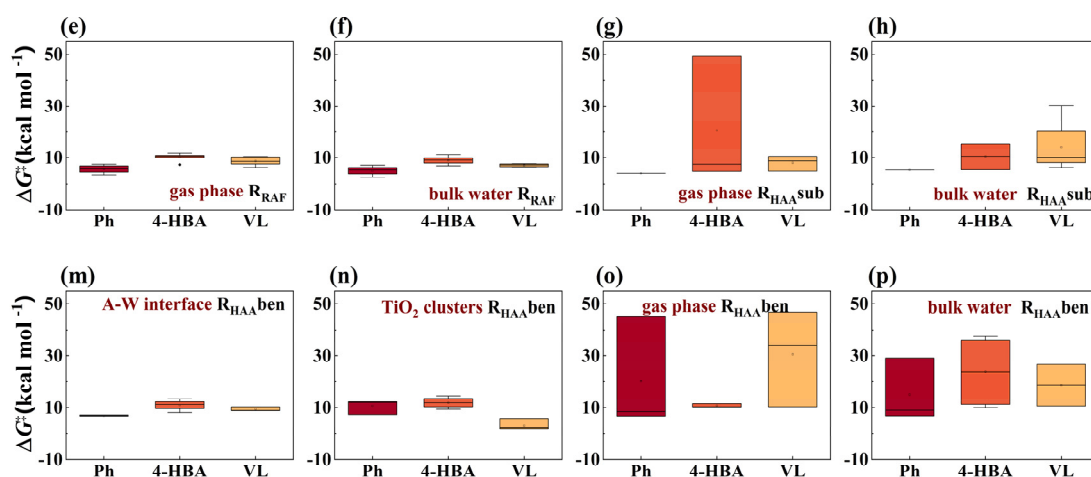 (e) (f) (g) (h)
ΔG‡(kcal mol -1)
50 50 50 50
30 30 30 30
10 10 10 10
-10 -10 -10 -10
gas phase RRAF bulk water RRAF gas phase RHAAsub bulk water RHAAsub
Ph 4-HBA VL Ph 4-HBA VL Ph 4-HBA VL Ph 4-HBA VL
(m) (n) (o) (p)
ΔG‡(kcal mol -1)
50 50 50 50
A-W interface RHAAben TiO2 clusters RHAAben gas phase RHAAben bulk water RHAAben
30 30 30 30
10 10 10 10
-10 -10 -10 -10
Ph 4-HBA VL Ph 4-HBA VL Ph 4-HBA VL Ph 4-HBA VL